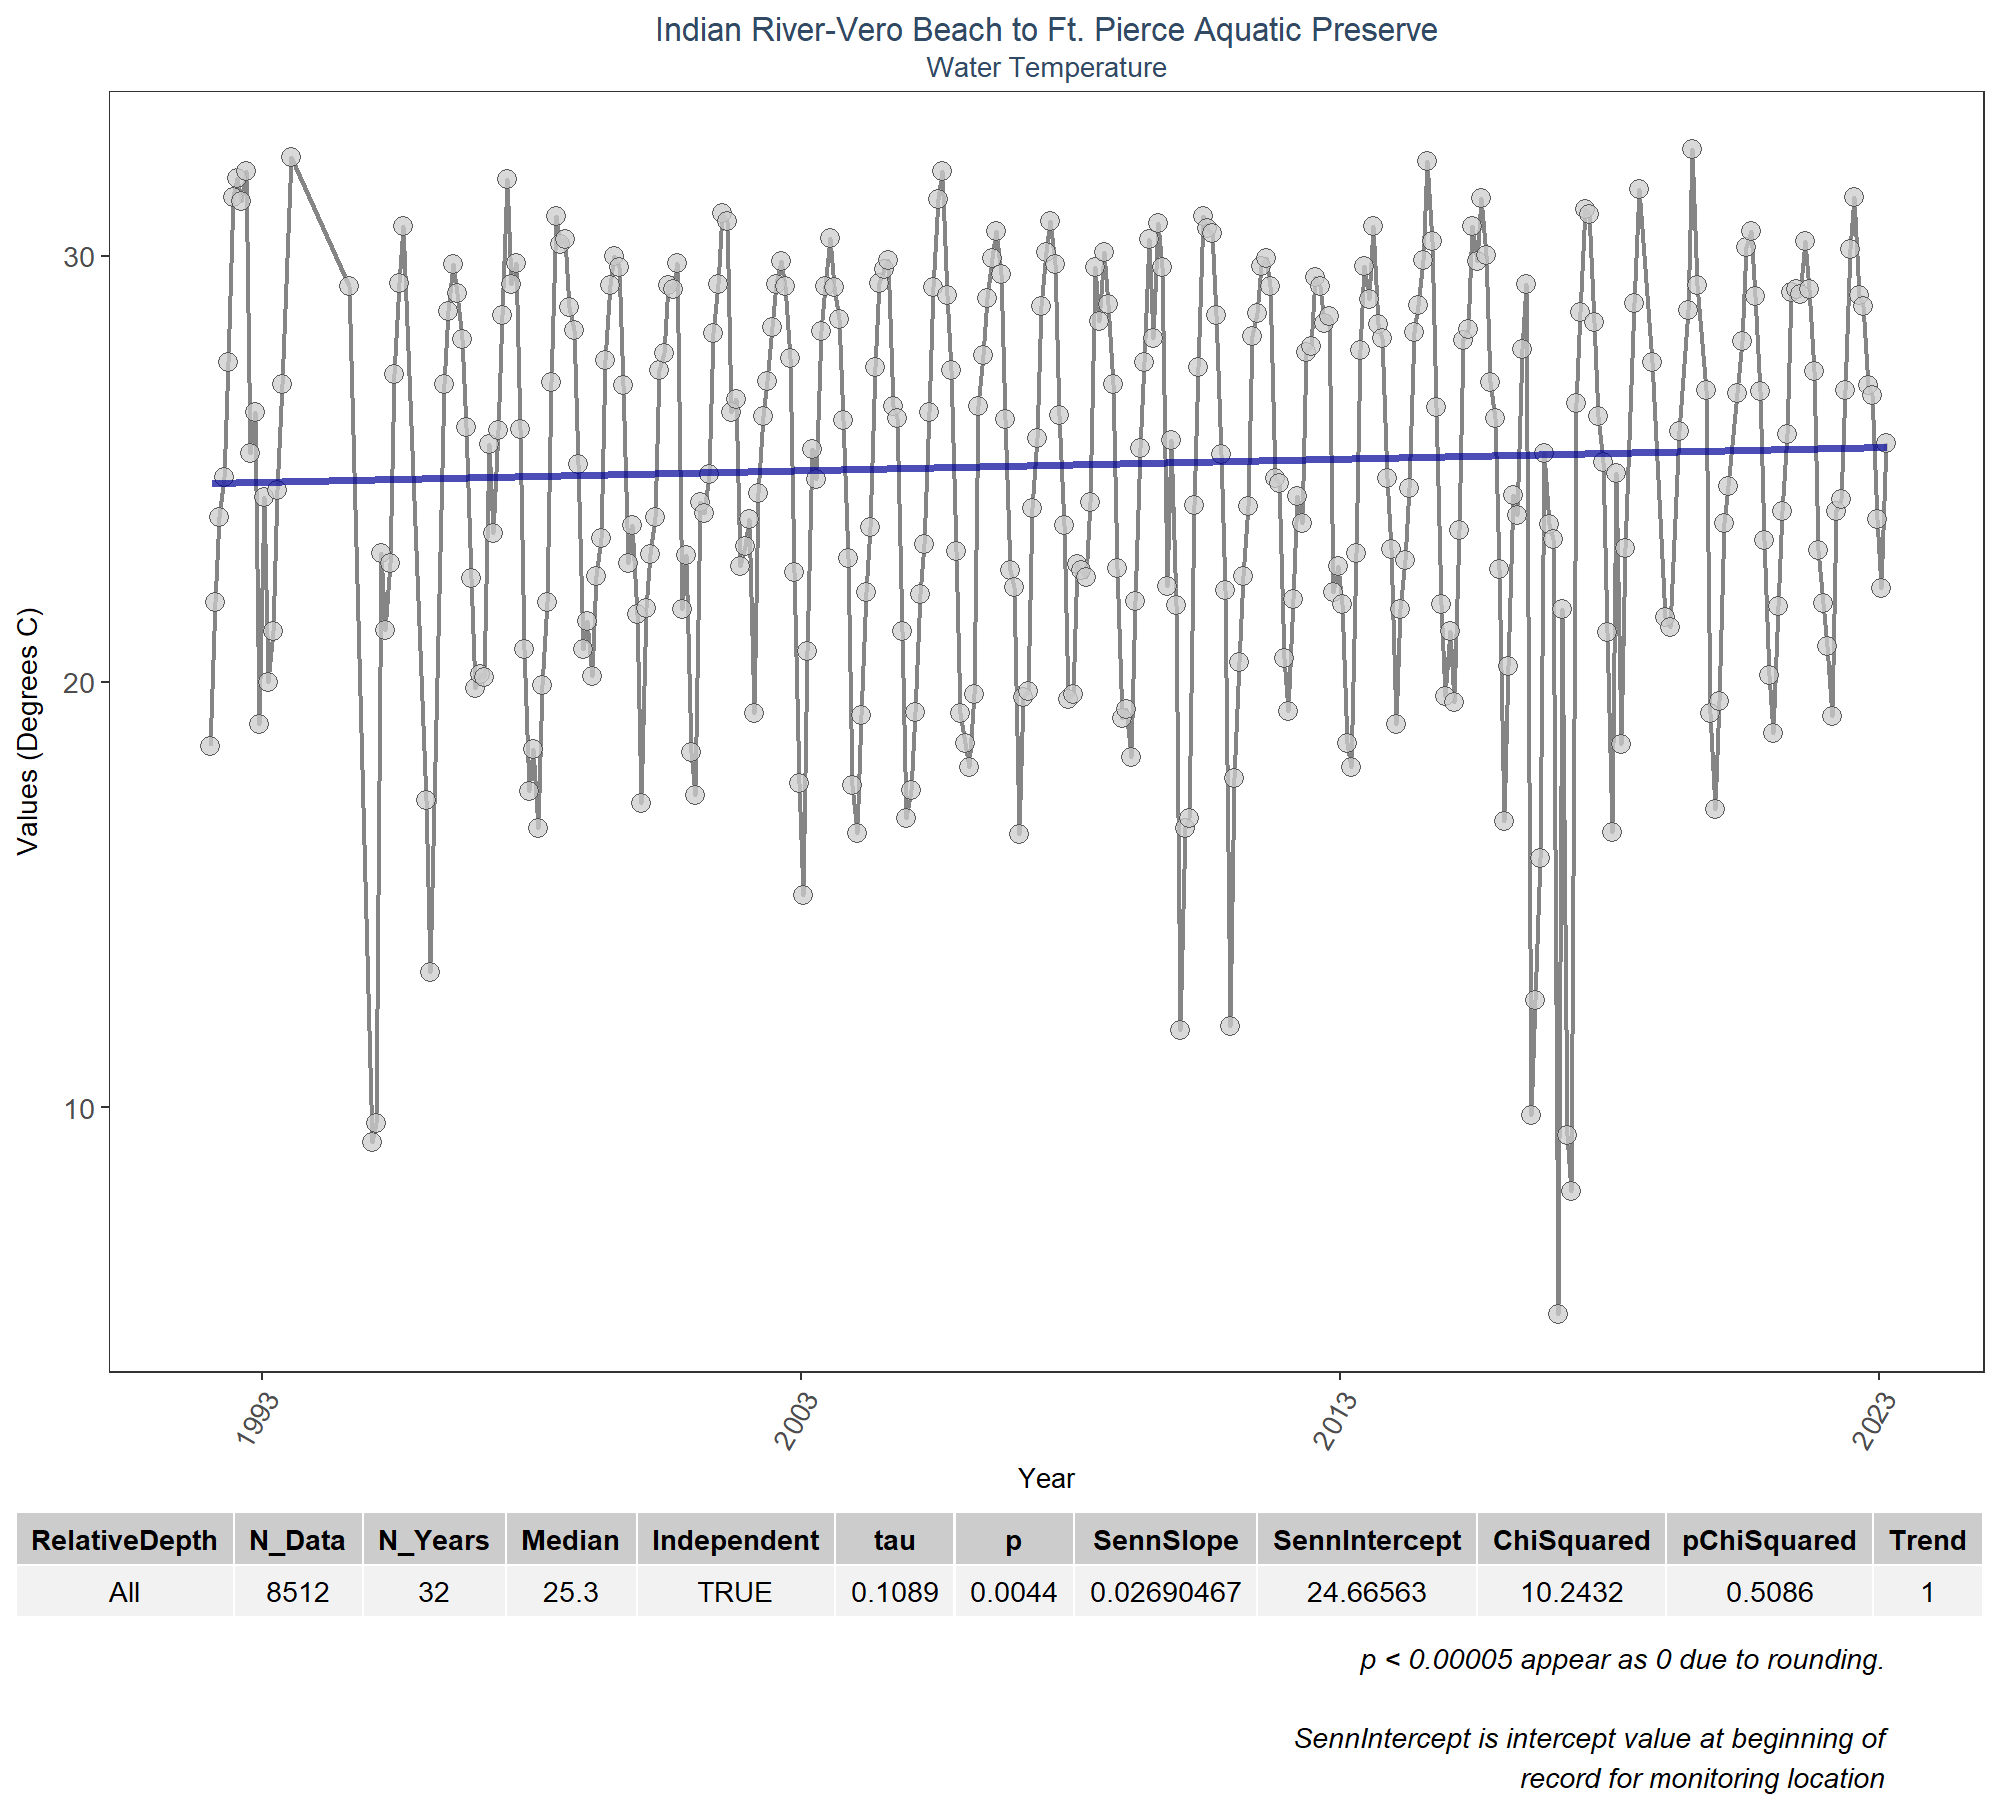 Indian River-Vero Beach to Ft. Pierce Aquatic Preserve
Water Temperature
Values (Degrees C)
30
20
10
1993
2003
2013
2023
Year
RelativeDepth N_Data N_Years Median Independent tau p SennSlope SennIntercept ChiSquared pChiSquared Trend
All 8512 32 25.3 TRUE 0.1089 0.0044 0.02690467 24.66563 10.2432 0.5086 1
p < 0.00005 appear as 0 due to rounding.
SennIntercept is intercept value at beginning of
record for monitoring location